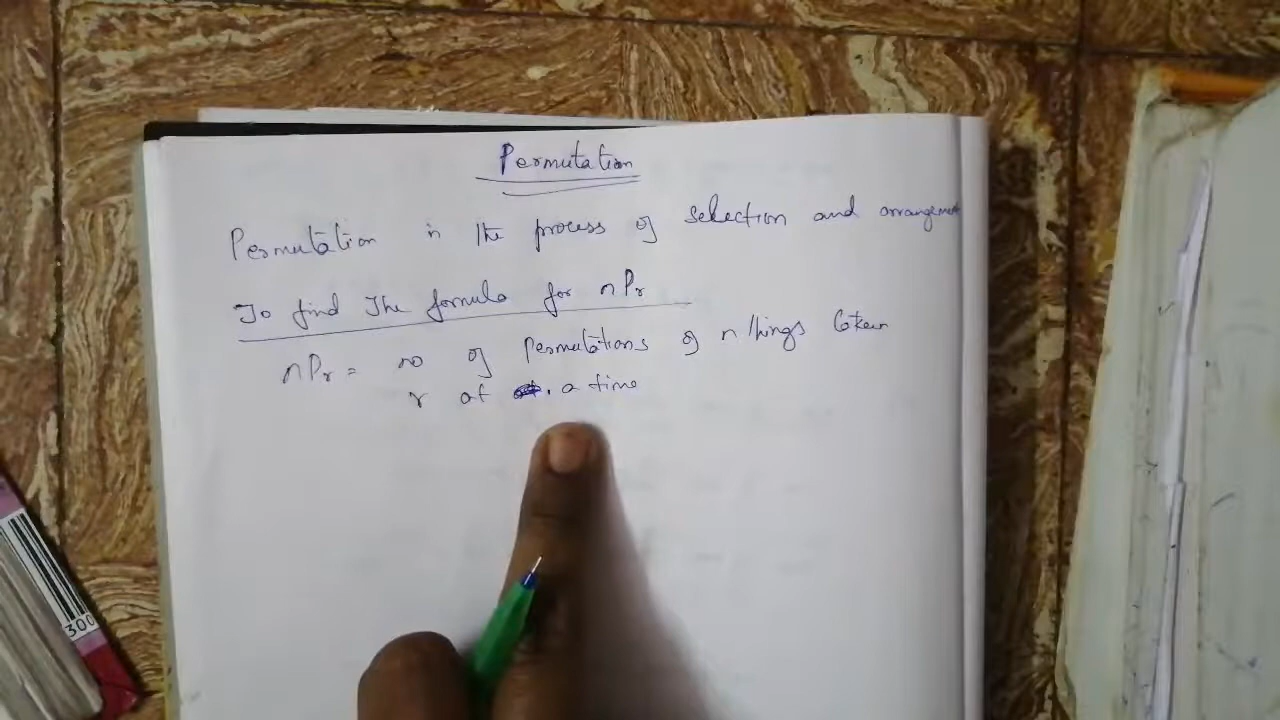 Permutation
Permutation is the process of selection and arrangement
To find the formula for nPr
nPr = no of permutations of n things taken
r at a time
300